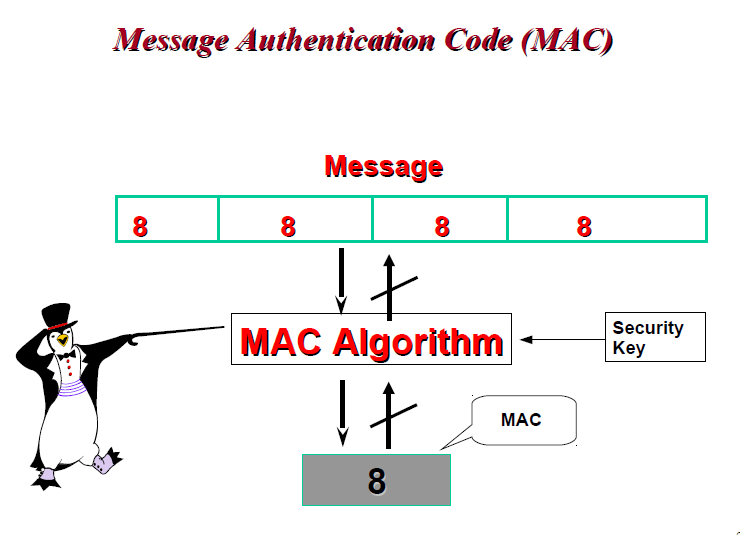 Message Authentication Code (MAC)
Message
8 8 8 8
MAC Algorithm
Security
Key
MAC
8